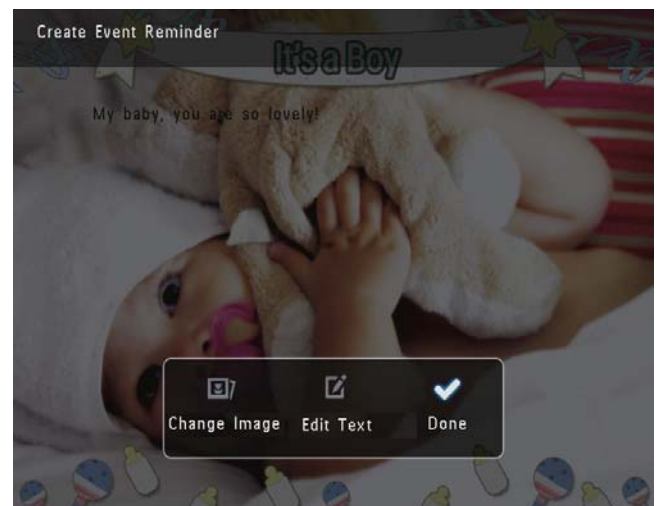 Create Event Reminder
It's a Boy
My baby, you are so lovely!
Change Image
Edit Text
Done